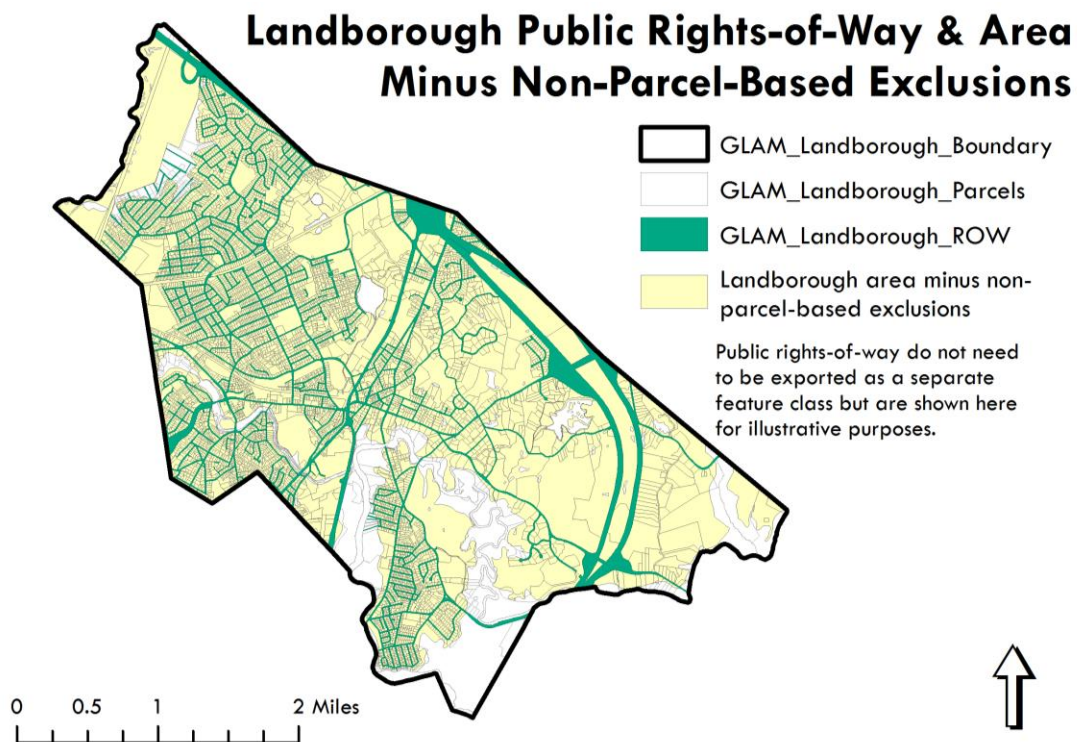 Landborough Public Rights-of-Way & Area
Minus Non-Parcel-Based Exclusions
GLAM_Landborough_Boundary
GLAM_Landborough_Parcels
GLAM_Landborough_ROW
Landborough area minus non-
parcel-based exclusions
Public rights-of-way do not need
to be exported as a separate
feature class but are shown here
for illustrative purposes.
0 0.5 1 2 Miles